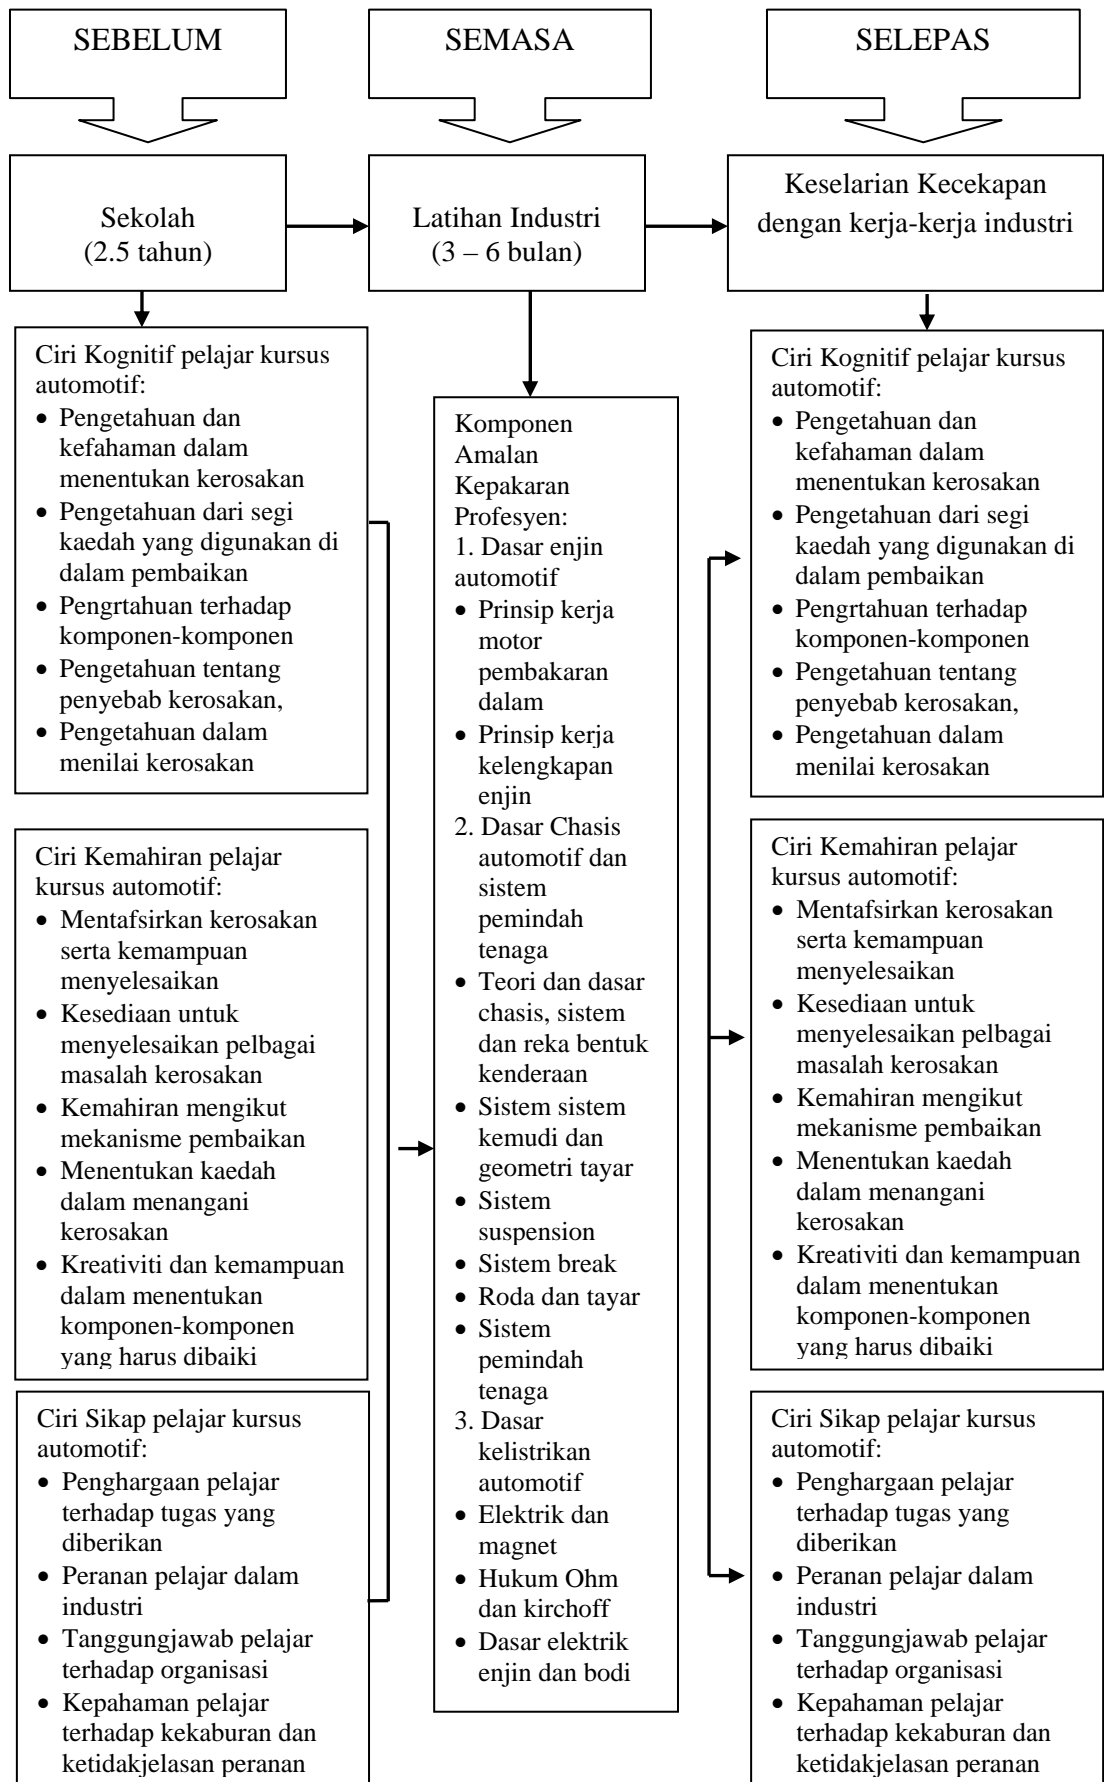 SEBELUM
SEMASA
SELEPAS
Sekolah
(2.5 tahun)
Latihan Industri
(3 – 6 bulan)
Keselarian Kecekapan
dengan kerja-kerja industri
Ciri Kognitif pelajar kursus
automotif:
• Pengetahuan dan
kefahaman dalam
menentukan kerosakan
• Pengetahuan dari segi
kaedah yang digunakan di
dalam pembaikan
• Pengrtahuan terhadap
komponen-komponen
• Pengetahuan tentang
penyebab kerosakan,
• Pengetahuan dalam
menilai kerosakan
Ciri Kemahiran pelajar
kursus automotif:
• Mentafsirkan kerosakan
serta kemampuan
menyelesaikan
• Kesediaan untuk
menyelesaikan pelbagai
masalah kerosakan
• Kemahiran mengikut
mekanisme pembaikan
• Menentukan kaedah
dalam menangani
kerosakan
• Kreativiti dan kemampuan
dalam menentukan
komponen-komponen
yang harus dibaiki
Ciri Sikap pelajar kursus
automotif:
• Penghargaan pelajar
terhadap tugas yang
diberikan
• Peranan pelajar dalam
industri
• Tanggungjawab pelajar
terhadap organisasi
• Kepahaman pelajar
terhadap kekaburan dan
ketidakjelasan peranan
Komponen
Amalan
Kepakaran
Profesyen:
1. Dasar enjin
automotif
• Prinsip kerja
motor
pembakaran
dalam
• Prinsip kerja
kelengkapan
enjin
2. Dasar Chasis
automotif dan
sistem
pemindah
tenaga
• Teori dan dasar
chasis, sistem
dan reka bentuk
kenderaan
• Sistem sistem
kemudi dan
geometri tayar
• Sistem
suspension
• Sistem break
• Roda dan tayar
• Sistem
pemindah
tenaga
3. Dasar
kelistrikan
automotif
• Elektrik dan
magnet
• Hukum Ohm
dan kirchoff
• Dasar elektrik
enjin dan bodi
Ciri Kognitif pelajar kursus
automotif:
• Pengetahuan dan
kefahaman dalam
menentukan kerosakan
• Pengetahuan dari segi
kaedah yang digunakan di
dalam pembaikan
• Pengrtahuan terhadap
komponen-komponen
• Pengetahuan tentang
penyebab kerosakan,
• Pengetahuan dalam
menilai kerosakan
Ciri Kemahiran pelajar
kursus automotif:
• Mentafsirkan kerosakan
serta kemampuan
menyelesaikan
• Kesediaan untuk
menyelesaikan pelbagai
masalah kerosakan
• Kemahiran mengikut
mekanisme pembaikan
• Menentukan kaedah
dalam menangani
kerosakan
• Kreativiti dan kemampuan
dalam menentukan
komponen-komponen
yang harus dibaiki
Ciri Sikap pelajar kursus
automotif:
• Penghargaan pelajar
terhadap tugas yang
diberikan
• Peranan pelajar dalam
industri
• Tanggungjawab pelajar
terhadap organisasi
• Kepahaman pelajar
terhadap kekaburan dan
ketidakjelasan peranan